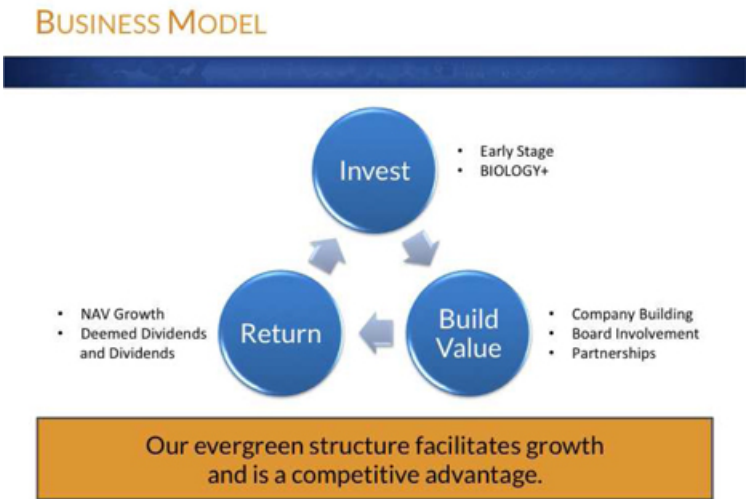 BUSINESS MODEL
Invest
• Early Stage
• BIOLOGY+
Build
Value
• Company Building
• Board Involvement
• Partnerships
Return
• NAV Growth
• Deemed Dividends
and Dividends
Our evergreen structure facilitates growth
and is a competitive advantage.